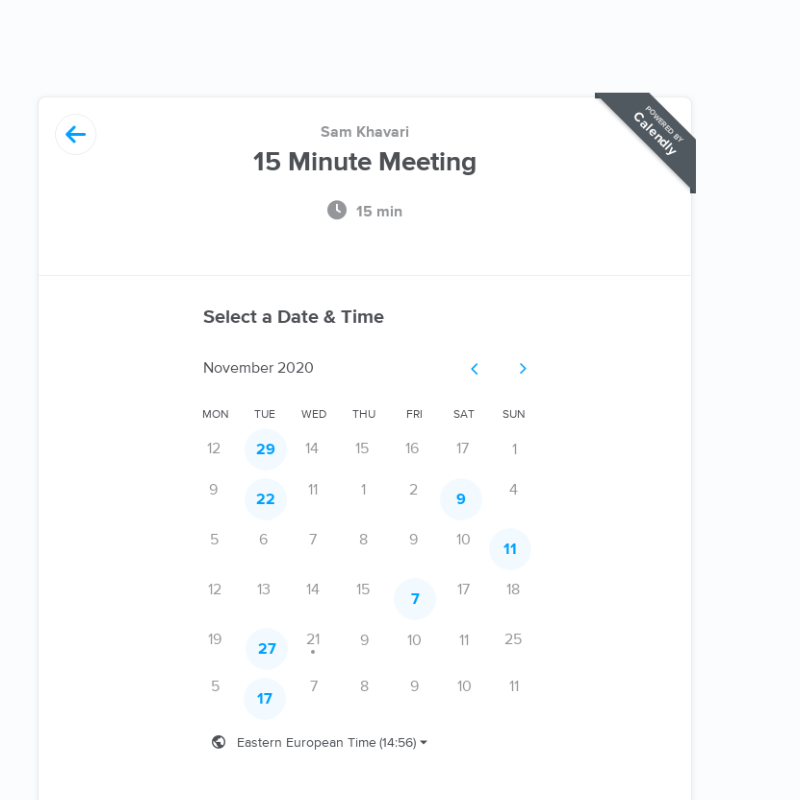 POWERED BY
Calendly
Sam Khavari
15 Minute Meeting
15 min
Select a Date & Time
November 2020
MON TUE WED THU FRI SAT SUN
12 29 14 15 16 17 1
9 22 11 1 2 9 4
5 6 7 8 9 10 11
12 13 14 15 7 17 18
19 27 21 9 10 11 25
5 17 7 8 9 10 11
Eastern European Time (14:56)